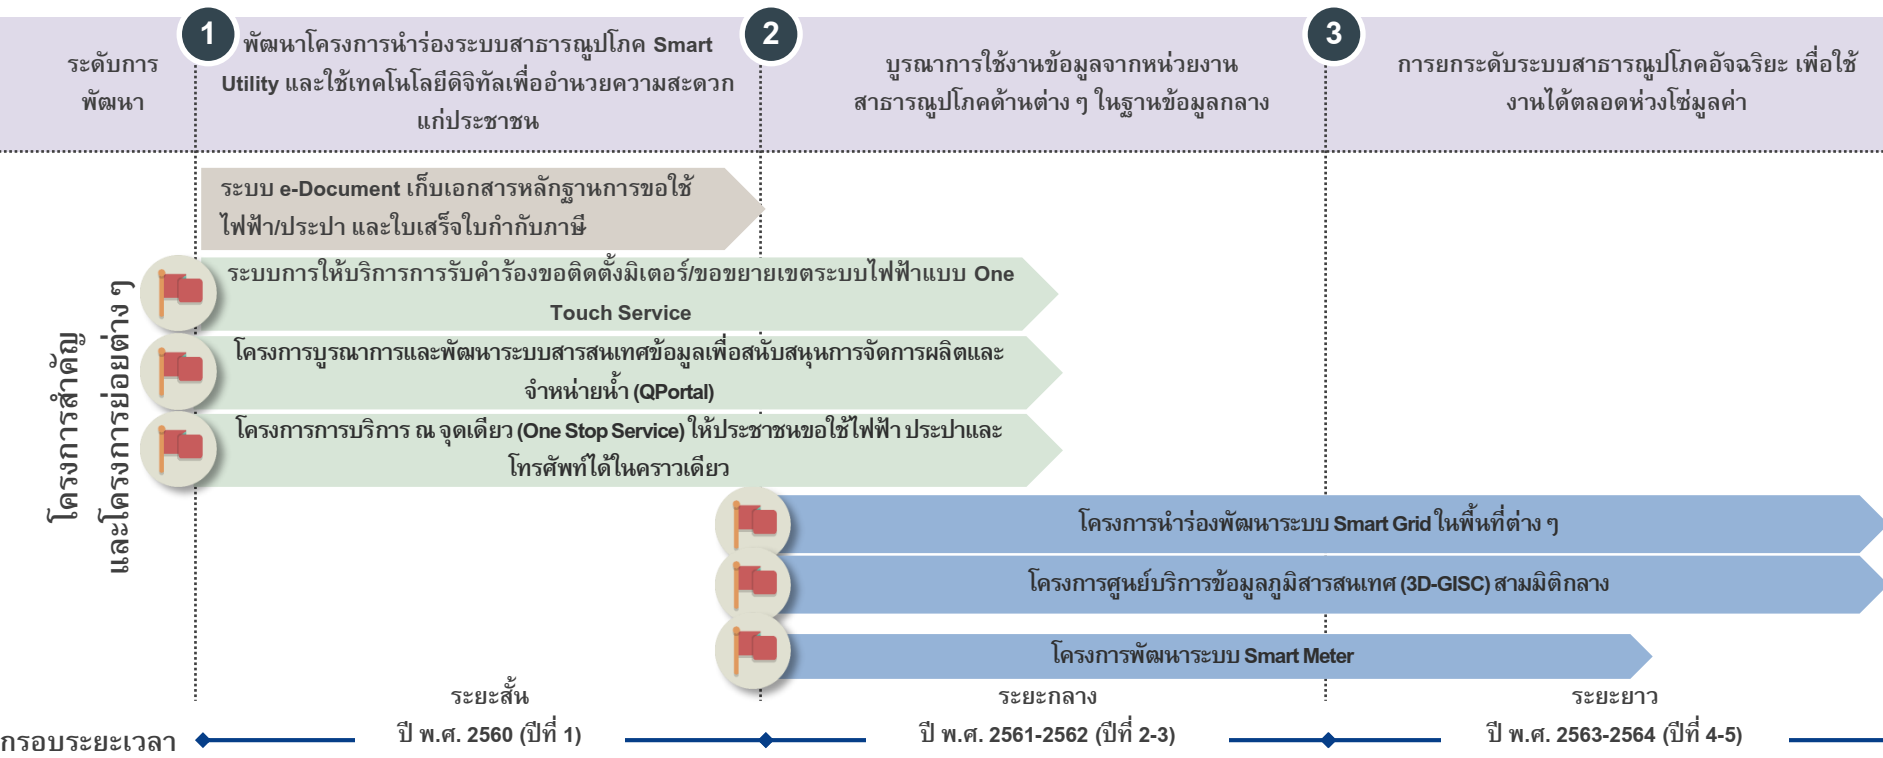 ระดับการ
พัฒนา
1
พัฒนาโครงการนำร่องระบบสาธารณูปโภค Smart
Utility และใช้เทคโนโลยีดิจิทัลเพื่ออำนวยความสะดวก
แก่ประชาชน
2
บูรณาการใช้งานข้อมูลจากหน่วยงาน
สาธารณูปโภคด้านต่าง ๆ ในฐานข้อมูลกลาง
3
การยกระดับระบบสาธารณูปโภคอัจฉริยะ เพื่อใช้
งานได้ตลอดห่วงโซ่มูลค่า
โครงการสำคัญ
และโครงการย่อยต่าง ๆ
ระบบ e-Document เก็บเอกสารหลักฐานการขอใช้
ไฟฟ้า/ประปา และใบเสร็จใบกำกับภาษี
ระบบการให้บริการการรับคำร้องขอติดตั้งมิเตอร์/ขอขยายเขตระบบไฟฟ้าแบบ One
Touch Service
โครงการบูรณาการและพัฒนาระบบสารสนเทศข้อมูลเพื่อสนับสนุนการจัดการผลิตและ
จำหน่ายน้ำ (QPortal)
โครงการการบริการ ณ จุดเดียว (One Stop Service) ให้ประชาชนขอใช้ไฟฟ้า ประปาและ
โทรศัพท์ได้ในคราวเดียว
โครงการนำร่องพัฒนาระบบ Smart Grid ในพื้นที่ต่าง ๆ
โครงการศูนย์บริการข้อมูลภูมิสารสนเทศ (3D-GISC) สามมิติกลาง
โครงการพัฒนาระบบ Smart Meter
กรอบระยะเวลา
ระยะสั้น
ปี พ.ศ. 2560 (ปีที่ 1)
ระยะกลาง
ปี พ.ศ. 2561-2562 (ปีที่ 2-3)
ระยะยาว
ปี พ.ศ. 2563-2564 (ปีที่ 4-5)